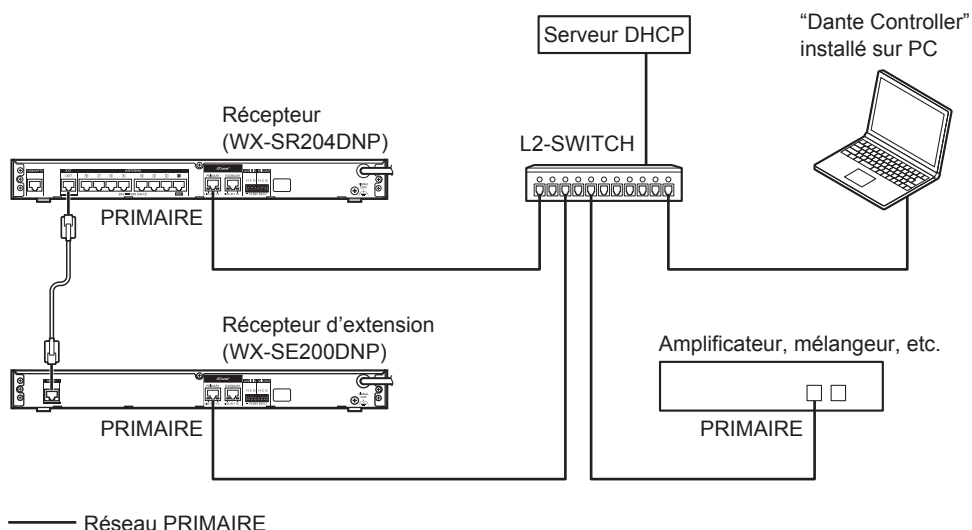 Serveur DHCP
“Dante Controller”
installé sur PC
Récepteur
(WX-SR204DNP)
L2-SWITCH
PRIMAIRE
Récepteur d’extension
(WX-SE200DNP)
Amplificateur, mélangeur, etc.
PRIMAIRE
PRIMAIRE
Réseau PRIMAIRE